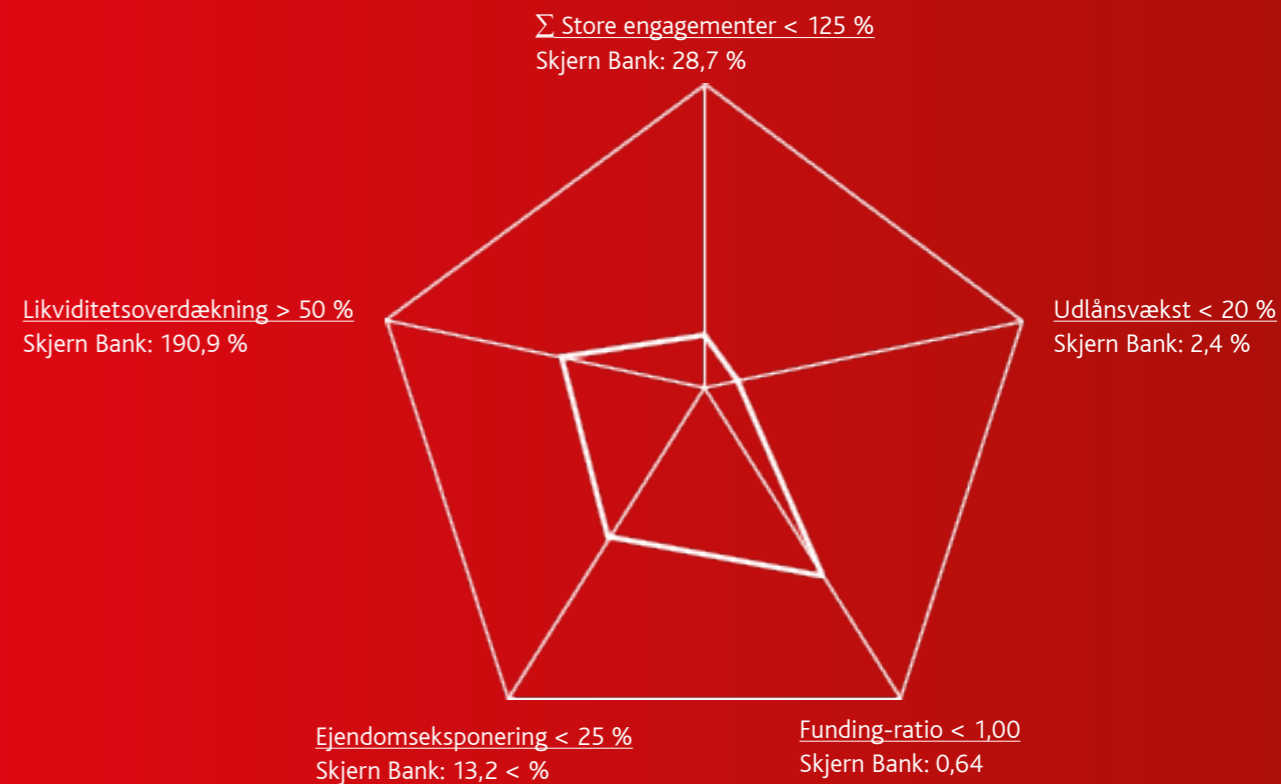 ∑ Store engagementer < 125 %
Skjern Bank: 28,7 %
Likviditetsoverdækning > 50 %
Skjern Bank: 190,9 %
Udlånsvækst < 20 %
Skjern Bank: 2,4 %
Ejendomseksponering < 25 %
Skjern Bank: 13,2 < %
Funding-ratio < 1,00
Skjern Bank: 0,64